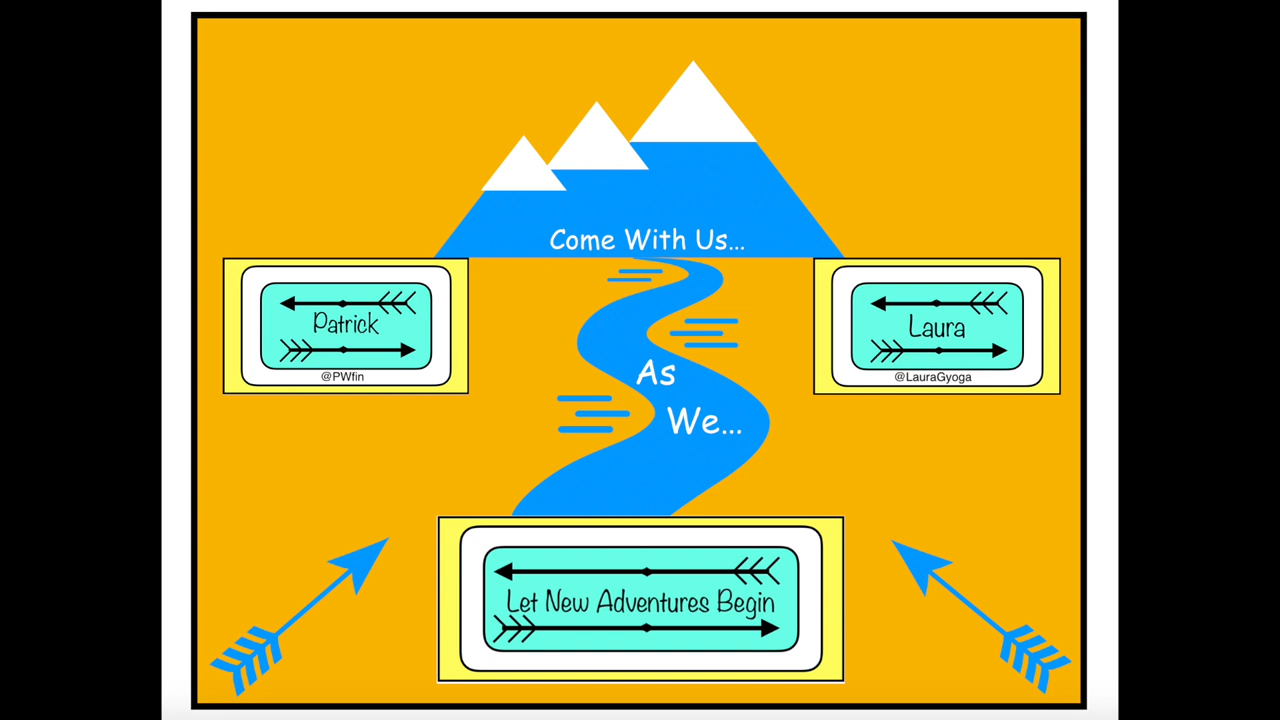 Come With Us...
Patrick
@PWfin
Laura
@LauraGyoga
As
We...
Let New Adventures Begin